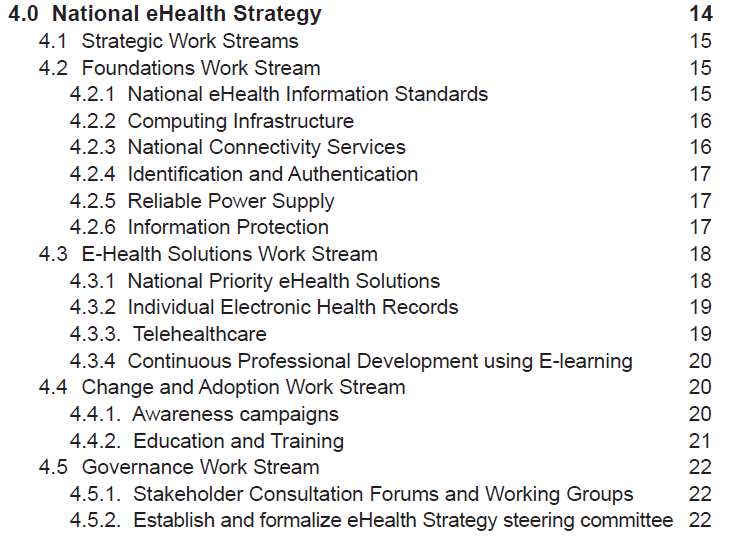 4.0 National eHealth Strategy 14
4.1 Strategic Work Streams 15
4.2 Foundations Work Stream 15
4.2.1 National eHealth Information Standards 15
4.2.2 Computing Infrastructure 16
4.2.3 National Connectivity Services 16
4.2.4 Identification and Authentication 17
4.2.5 Reliable Power Supply 17
4.2.6 Information Protection 17
4.3 E-Health Solutions Work Stream 18
4.3.1 National Priority eHealth Solutions 18
4.3.2 Individual Electronic Health Records 19
4.3.3. Telehealthcare 19
4.3.4 Continuous Professional Development using E-learning 20
4.4 Change and Adoption Work Stream 20
4.4.1. Awareness campaigns 20
4.4.2. Education and Training 21
4.5 Governance Work Stream 22
4.5.1. Stakeholder Consultation Forums and Working Groups 22
4.5.2. Establish and formalize eHealth Strategy steering committee 22